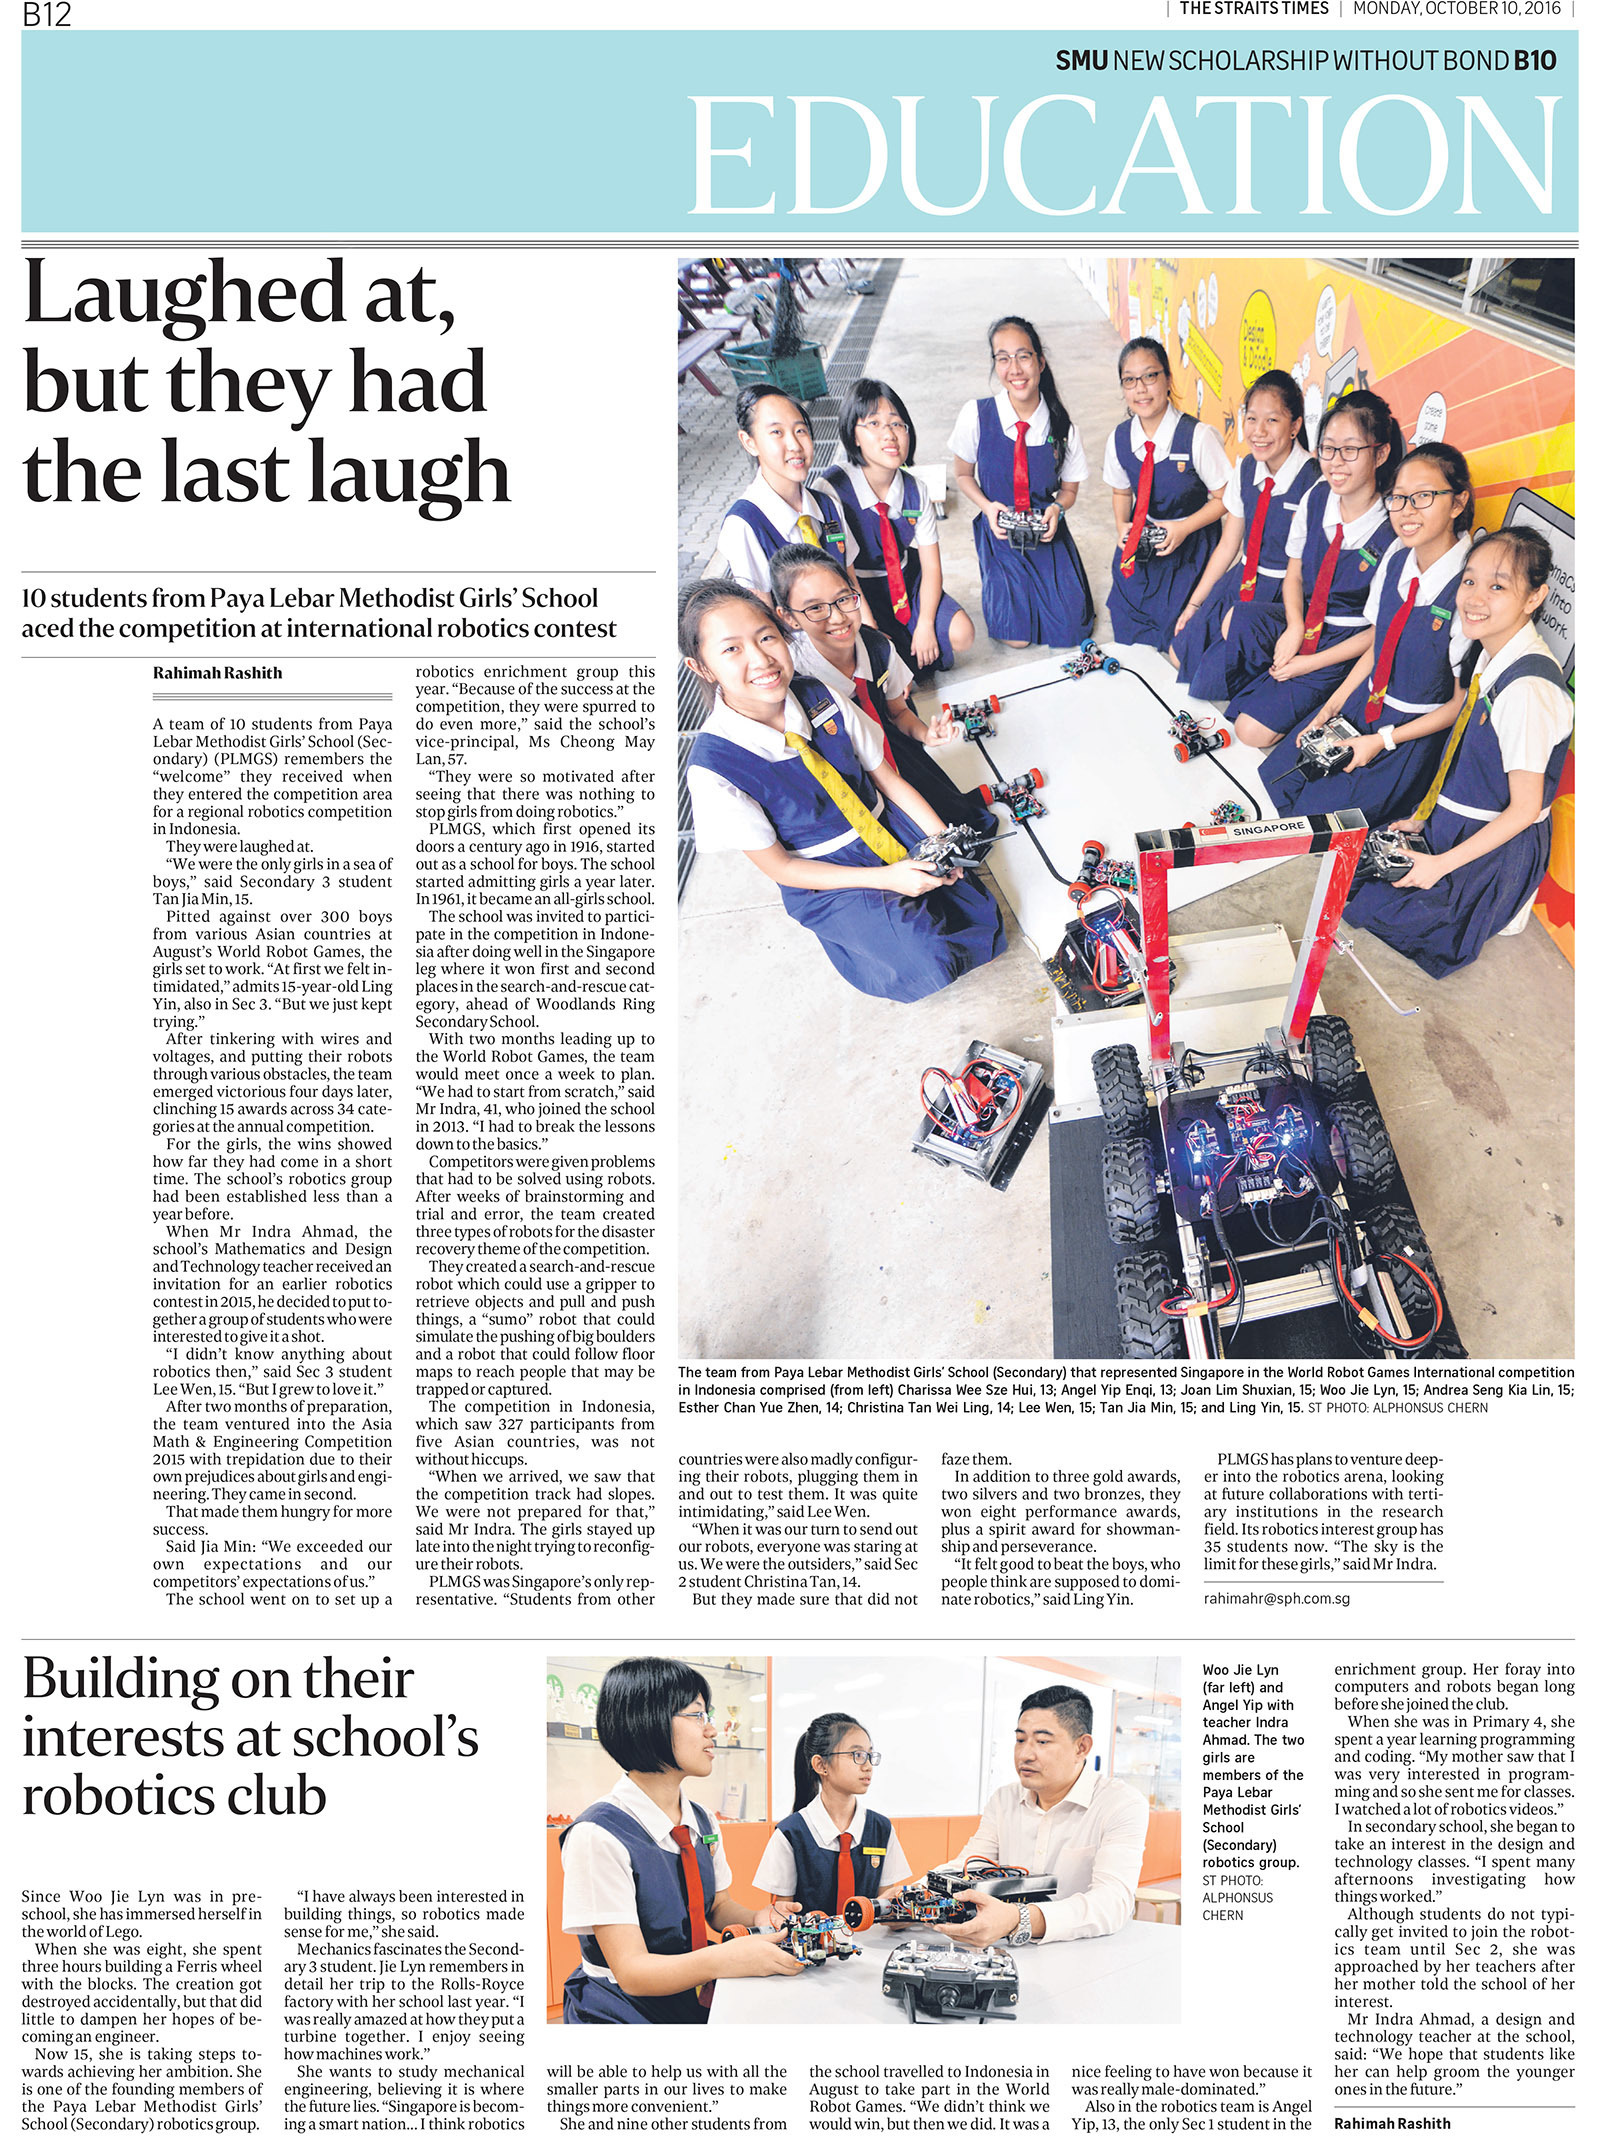 B12
| THE STRAITS TIMES | MONDAY, OCTOBER 10, 2016 |
SMU NEW SCHOLARSHIP WITHOUT BOND B10
EDUCATION
Laughed at,
but they had
the last laugh
10 students from Paya Lebar Methodist Girls’ School
aced the competition at international robotics contest
Rahimah Rashith
A team of 10 students from Paya
Lebar Methodist Girls’ School (Sec-
ondary) (PLMGS) remembers the
“welcome” they received when
they entered the competition area
for a regional robotics competition
in Indonesia.
They were laughed at.
“We were the only girls in a sea of
boys,” said Secondary 3 student
Tan Jia Min, 15.
Pitted against over 300 boys
from various Asian countries at
August’s World Robot Games, the
girls set to work. “At first we felt in-
timidated,” admits 15-year-old Ling
Yin, also in Sec 3. “But we just kept
trying.”
After tinkering with wires and
voltages, and putting their robots
through various obstacles, the team
emerged victorious four days later,
clinching 15 awards across 34 cate-
gories at the annual competition.
For the girls, the wins showed
how far they had come in a short
time. The school’s robotics group
had been established less than a
year before.
When Mr Indra Ahmad, the
school’s Mathematics and Design
and Technology teacher received an
invitation for an earlier robotics
contest in 2015, he decided to put to-
gether a group of students who were
interested to give it a shot.
“I didn’t know anything about
robotics then,” said Sec 3 student
Lee Wen, 15. “But I grew to love it.”
After two months of preparation,
the team ventured into the Asia
Math & Engineering Competition
2015 with trepidation due to their
own prejudices about girls and engi-
neering. They came in second.
That made them hungry for more
success.
Said Jia Min: “We exceeded our
own expectations and our
competitors’ expectations of us.”
The school went on to set up a
robotics enrichment group this
year. “Because of the success at the
competition, they were spurred to
do even more,” said the school’s
vice-principal, Ms Cheong May
Lan, 57.
“They were so motivated after
seeing that there was nothing to
stop girls from doing robotics.”
PLMGS, which first opened its
doors a century ago in 1916, started
out as a school for boys. The school
started admitting girls a year later.
In 1961, it became an all-girls school.
The school was invited to partici-
pate in the competition in Indone-
sia after doing well in the Singapore
leg where it won first and second
places in the search-and-rescue cat-
egory, ahead of Woodlands Ring
Secondary School.
With two months leading up to
the World Robot Games, the team
would meet once a week to plan.
“We had to start from scratch,” said
Mr Indra, 41, who joined the school
in 2013. “I had to break the lessons
down to the basics.”
Competitors were given problems
that had to be solved using robots.
After weeks of brainstorming and
trial and error, the team created
three types of robots for the disaster
recovery theme of the competition.
They created a search-and-rescue
robot which could use a gripper to
retrieve objects and pull and push
things, a “sumo” robot that could
simulate the pushing of big boulders
and a robot that could follow floor
maps to reach people that may be
trapped or captured.
The competition in Indonesia,
which saw 327 participants from
five Asian countries, was not
without hiccups.
“When we arrived, we saw that
the competition track had slopes.
We were not prepared for that,”
said Mr Indra. The girls stayed up
late into the night trying to reconfig-
ure their robots.
PLMGS was Singapore’s only rep-
resentative. “Students from other
Design
& Doodle
Create
some
macs
into
work.
SINGAPORE
The team from Paya Lebar Methodist Girls’ School (Secondary) that represented Singapore in the World Robot Games International competition
in Indonesia comprised (from left) Charissa Wee Sze Hui, 13; Angel Yip Enqi, 13; Joan Lim Shuxian, 15; Woo Jie Lyn, 15; Andrea Seng Kia Lin, 15;
Esther Chan Yue Zhen, 14; Christina Tan Wei Ling, 14; Lee Wen, 15; Tan Jia Min, 15; and Ling Yin, 15. ST PHOTO: ALPHONSUS CHERN
countries were also madly configur-
ing their robots, plugging them in
and out to test them. It was quite
intimidating,” said Lee Wen.
“When it was our turn to send out
our robots, everyone was staring at
us. We were the outsiders,” said Sec
2 student Christina Tan, 14.
But they made sure that did not
faze them.
In addition to three gold awards,
two silvers and two bronzes, they
won eight performance awards,
plus a spirit award for showman-
ship and perseverance.
“It felt good to beat the boys, who
people think are supposed to domi-
nate robotics,” said Ling Yin.
PLMGS has plans to venture deep-
er into the robotics arena, looking
at future collaborations with terti-
ary institutions in the research
field. Its robotics interest group has
35 students now. “The sky is the
limit for these girls,” said Mr Indra.
rahimahr@sph.com.sg
Building on their
interests at school’s
robotics club
Since Woo Jie Lyn was in pre-
school, she has immersed herself in
the world of Lego.
When she was eight, she spent
three hours building a Ferris wheel
with the blocks. The creation got
destroyed accidentally, but that did
little to dampen her hopes of be-
coming an engineer.
Now 15, she is taking steps to-
wards achieving her ambition. She
is one of the founding members of
the Paya Lebar Methodist Girls’
School (Secondary) robotics group.
“I have always been interested in
building things, so robotics made
sense for me,” she said.
Mechanics fascinates the Second-
ary 3 student. Jie Lyn remembers in
detail her trip to the Rolls-Royce
factory with her school last year. “I
was really amazed at how they put a
turbine together. I enjoy seeing
how machines work.”
She wants to study mechanical
engineering, believing it is where
the future lies. “Singapore is becom-
ing a smart nation... I think robotics
will be able to help us with all the
smaller parts in our lives to make
things more convenient.”
She and nine other students from
the school travelled to Indonesia in
August to take part in the World
Robot Games. “We didn’t think we
would win, but then we did. It was a
nice feeling to have won because it
was really male-dominated.”
Also in the robotics team is Angel
Yip, 13, the only Sec 1 student in the
Woo Jie Lyn
(far left) and
Angel Yip with
teacher Indra
Ahmad. The two
girls are
members of the
Paya Lebar
Methodist Girls’
School
(Secondary)
robotics group.
ST PHOTO:
ALPHONSUS
CHERN
enrichment group. Her foray into
computers and robots began long
before she joined the club.
When she was in Primary 4, she
spent a year learning programming
and coding. “My mother saw that I
was very interested in program-
ming and so she sent me for classes.
I watched a lot of robotics videos.”
In secondary school, she began to
take an interest in the design and
technology classes. “I spent many
afternoons investigating how
things worked.”
Although students do not typi-
cally get invited to join the robot-
ics team until Sec 2, she was
approached by her teachers after
her mother told the school of her
interest.
Mr Indra Ahmad, a design and
technology teacher at the school,
said: “We hope that students like
her can help groom the younger
ones in the future.”
Rahimah Rashith